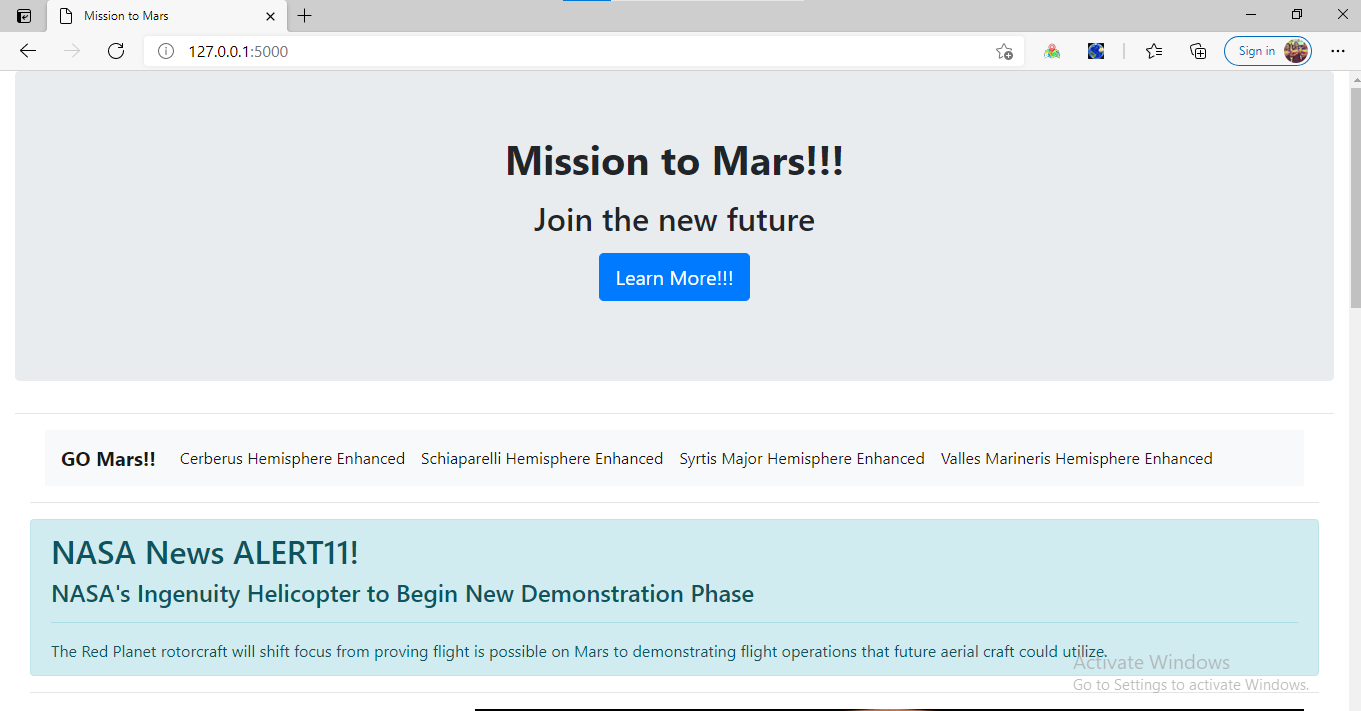 Mission to Mars
127.0.0.1:5000
Sign in
Mission to Mars!!!
Join the new future
Learn More!!!
GO Mars!! Cerberus Hemisphere Enhanced Schiaparelli Hemisphere Enhanced Syrtis Major Hemisphere Enhanced Valles Marineris Hemisphere Enhanced
NASA News ALERT11!
NASA's Ingenuity Helicopter to Begin New Demonstration Phase
The Red Planet rotorcraft will shift focus from proving flight is possible on Mars to demonstrating flight operations that future aerial craft could utilize.
Activate Windows
Go to Settings to activate Windows.